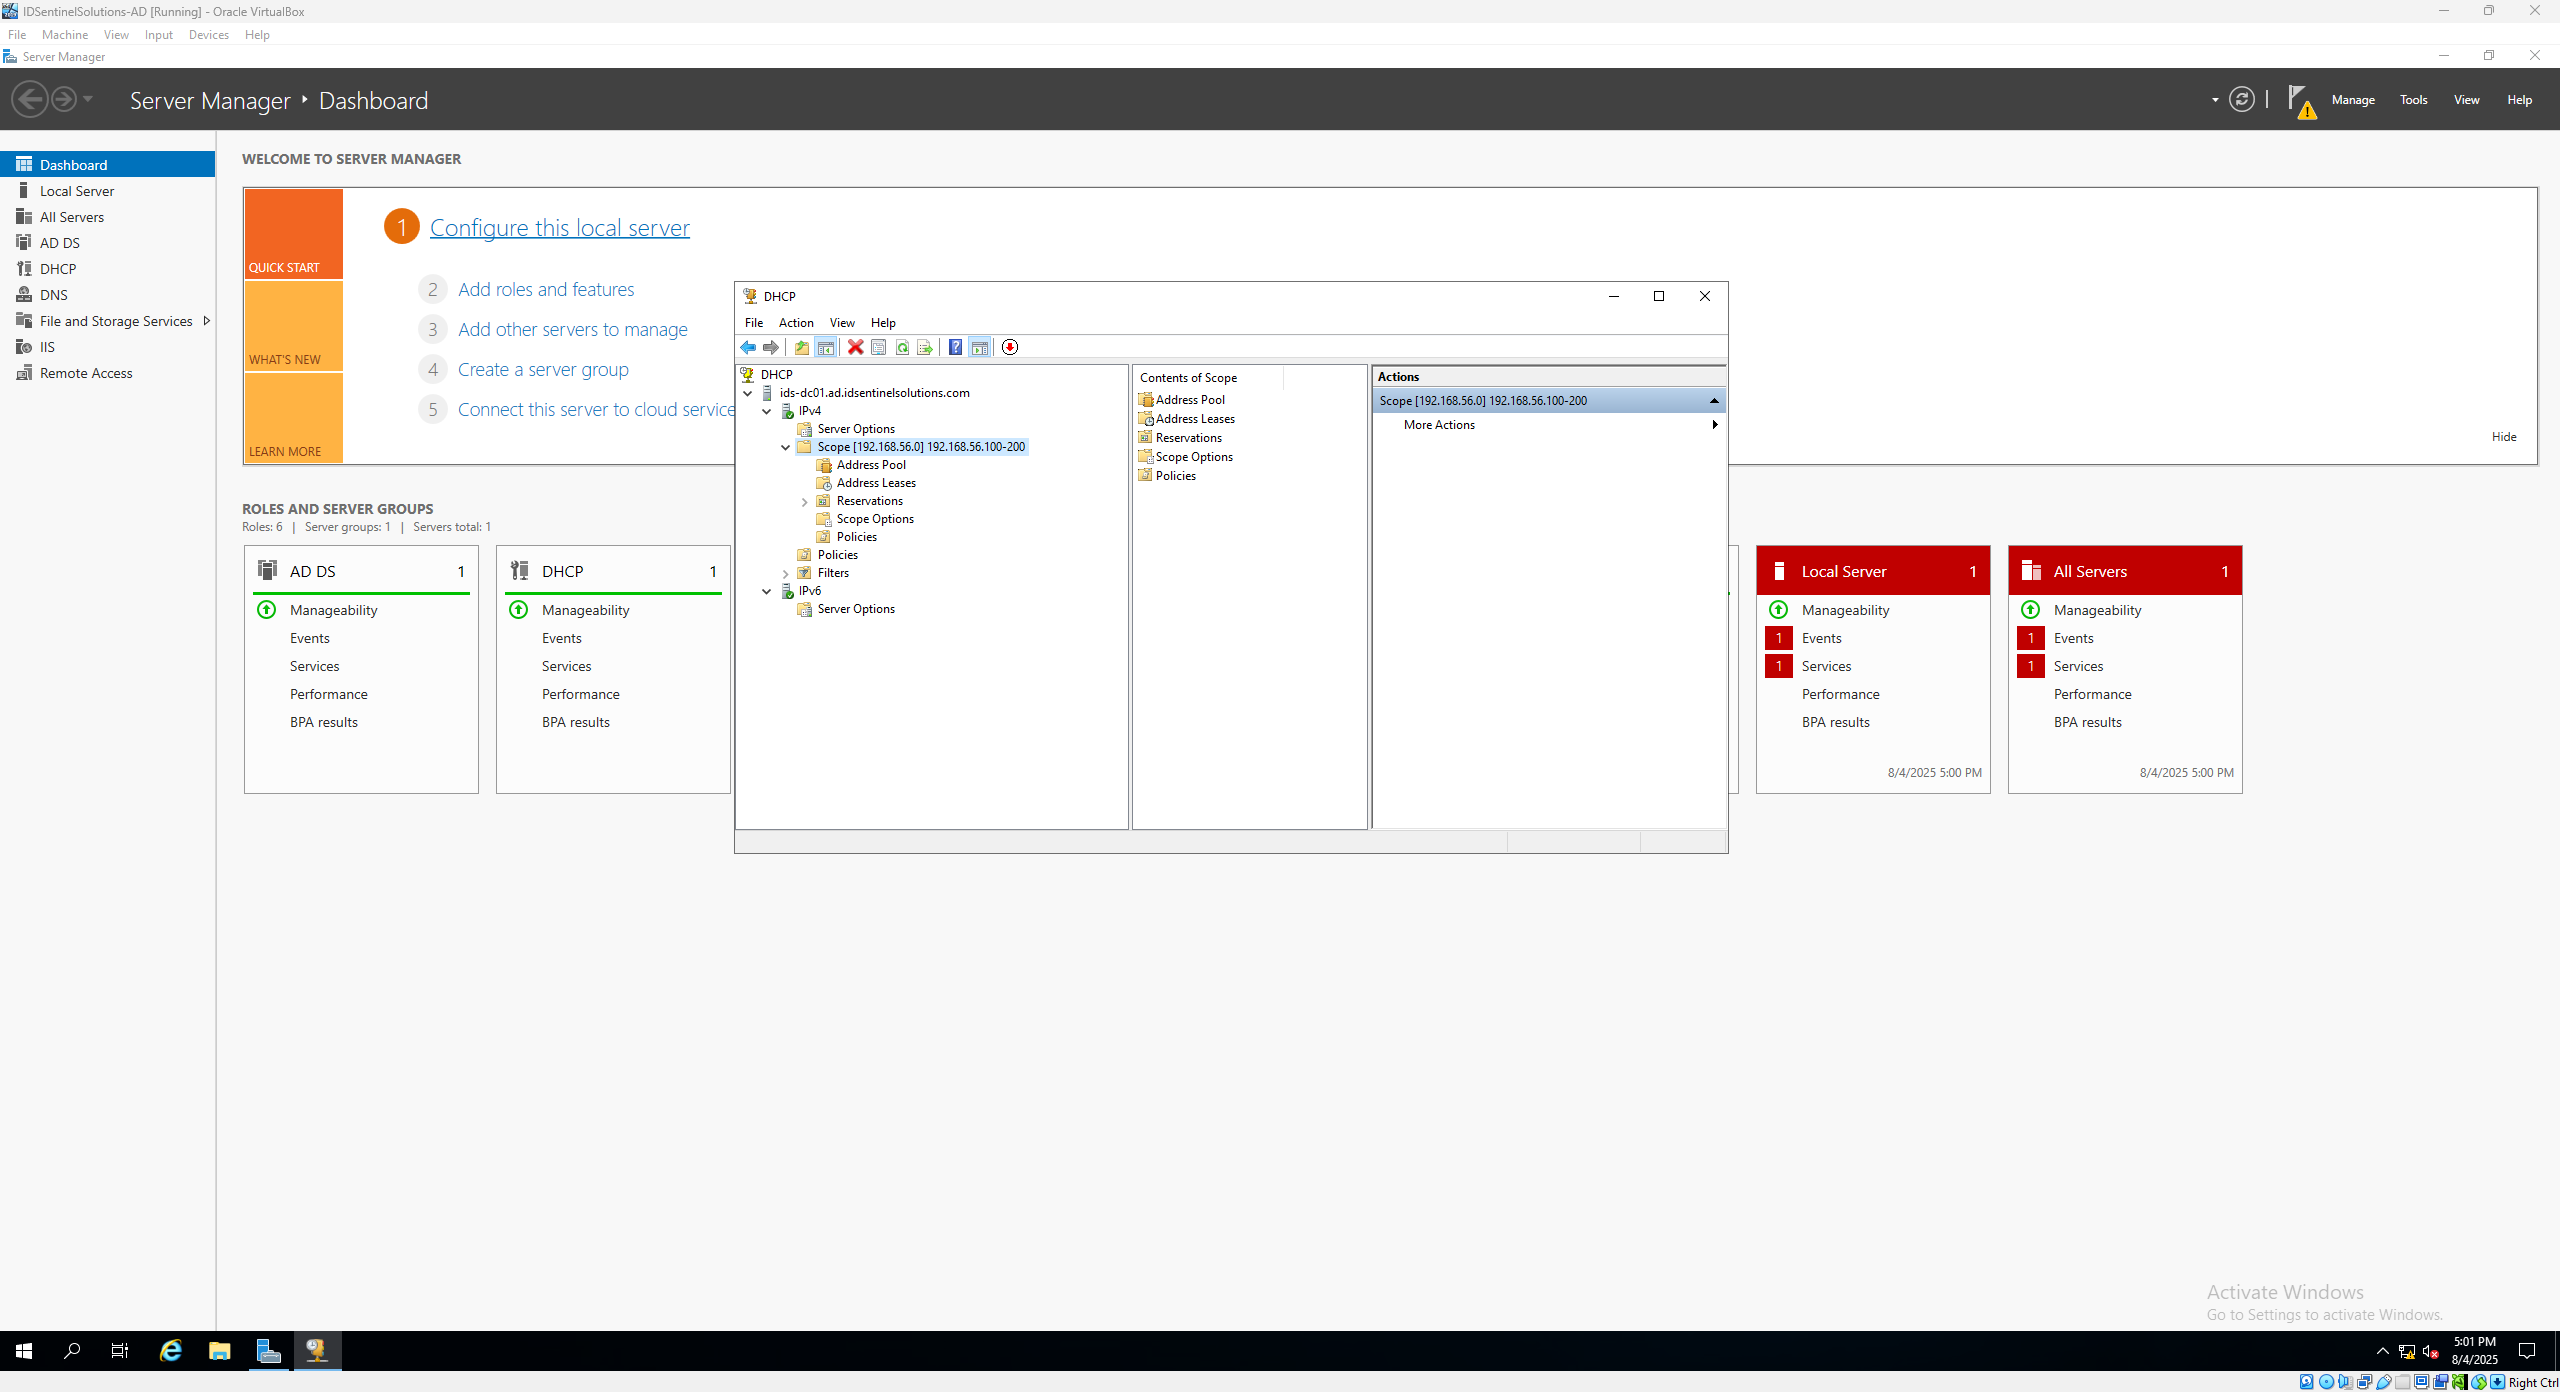 IDSentinelSolutions-AD [Running] - Oracle VirtualBox
File Machine View Input Devices Help
Server Manager
Server Manager Dashboard
Manage Tools View Help
Dashboard
Local Server
All Servers
AD DS
DHCP
DNS
File and Storage Services
IIS
Remote Access
WELCOME TO SERVER MANAGER
QUICK START
WHAT'S NEW
LEARN MORE
1 Configure this local server
2 Add roles and features
3 Add other servers to manage
4 Create a server group
5 Connect this server to cloud service
Hide
DHCP
File Action View Help
DHCP
ids-dc01.ad.idsentinelsolutions.com
IPv4
Server Options
Scope [192.168.56.0] 192.168.56.100-200
Address Pool
Address Leases
Reservations
Scope Options
Policies
Policies
Filters
IPv6
Server Options
Contents of Scope
Address Pool
Address Leases
Reservations
Scope Options
Policies
Actions
Scope [192.168.56.0] 192.168.56.100-200
More Actions
ROLES AND SERVER GROUPS
Roles: 6 | Server groups: 1 | Servers total: 1
AD DS 1
Manageability
Events
Services
Performance
BPA results
DHCP 1
Manageability
Events
Services
Performance
BPA results
Local Server 1
Manageability
1 Events
1 Services
Performance
BPA results
8/4/2025 5:00 PM
All Servers 1
Manageability
1 Events
1 Services
Performance
BPA results
8/4/2025 5:00 PM
Activate Windows
Go to Settings to activate Windows.
5:01 PM
8/4/2025
Right Ctrl